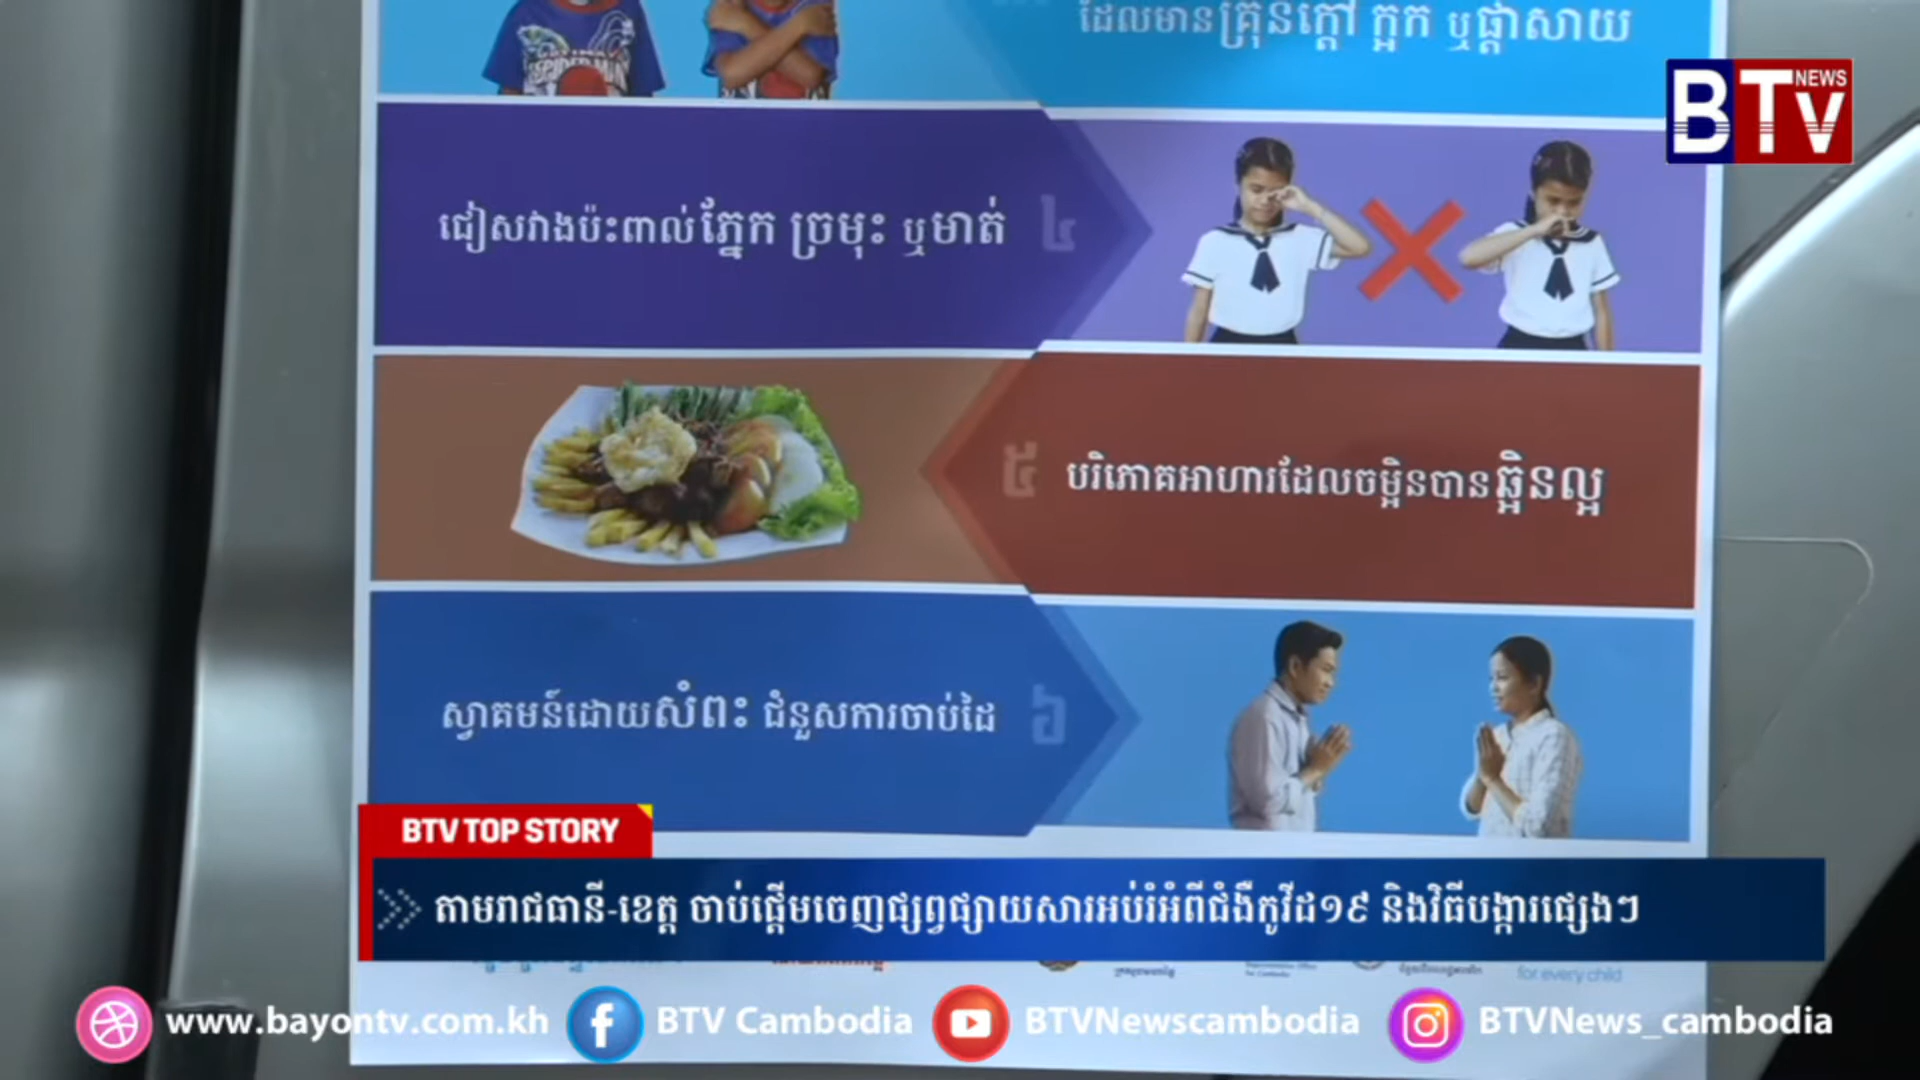 ដែលមានគ្រុនក្តៅ ក្អក ឬផ្តាសាយ
BTV NEWS
ជៀសវាងប៉ះពាល់ភ្នែក ច្រមុះ ឬមាត់
៤
៥
បរិភោគអាហារដែលចម្អិនបានឆ្អិនល្អ
ស្វាគមន៍ដោយសំពះ ជំនួសការចាប់ដៃ
៦
BTV TOP STORY
តាមរាជធានី-ខេត្ត ចាប់ផ្តើមចេញផ្សព្វផ្សាយសារអប់រំអំពីជំងឺកូវីដ១៩ និងវិធីបង្ការផ្សេងៗ
for every child
www.bayontv.com.kh
BTV Cambodia
BTVNewscambodia
BTVNews_cambodia